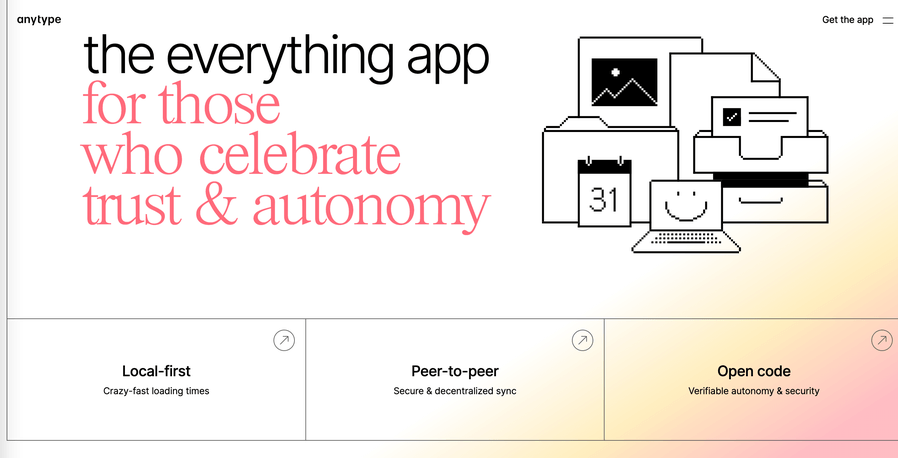 anytype
Get the app
the everything app
for those
who celebrate
trust & autonomy
31
Local-first
Crazy-fast loading times
Peer-to-peer
Secure & decentralized sync
Open code
Verifiable autonomy & security